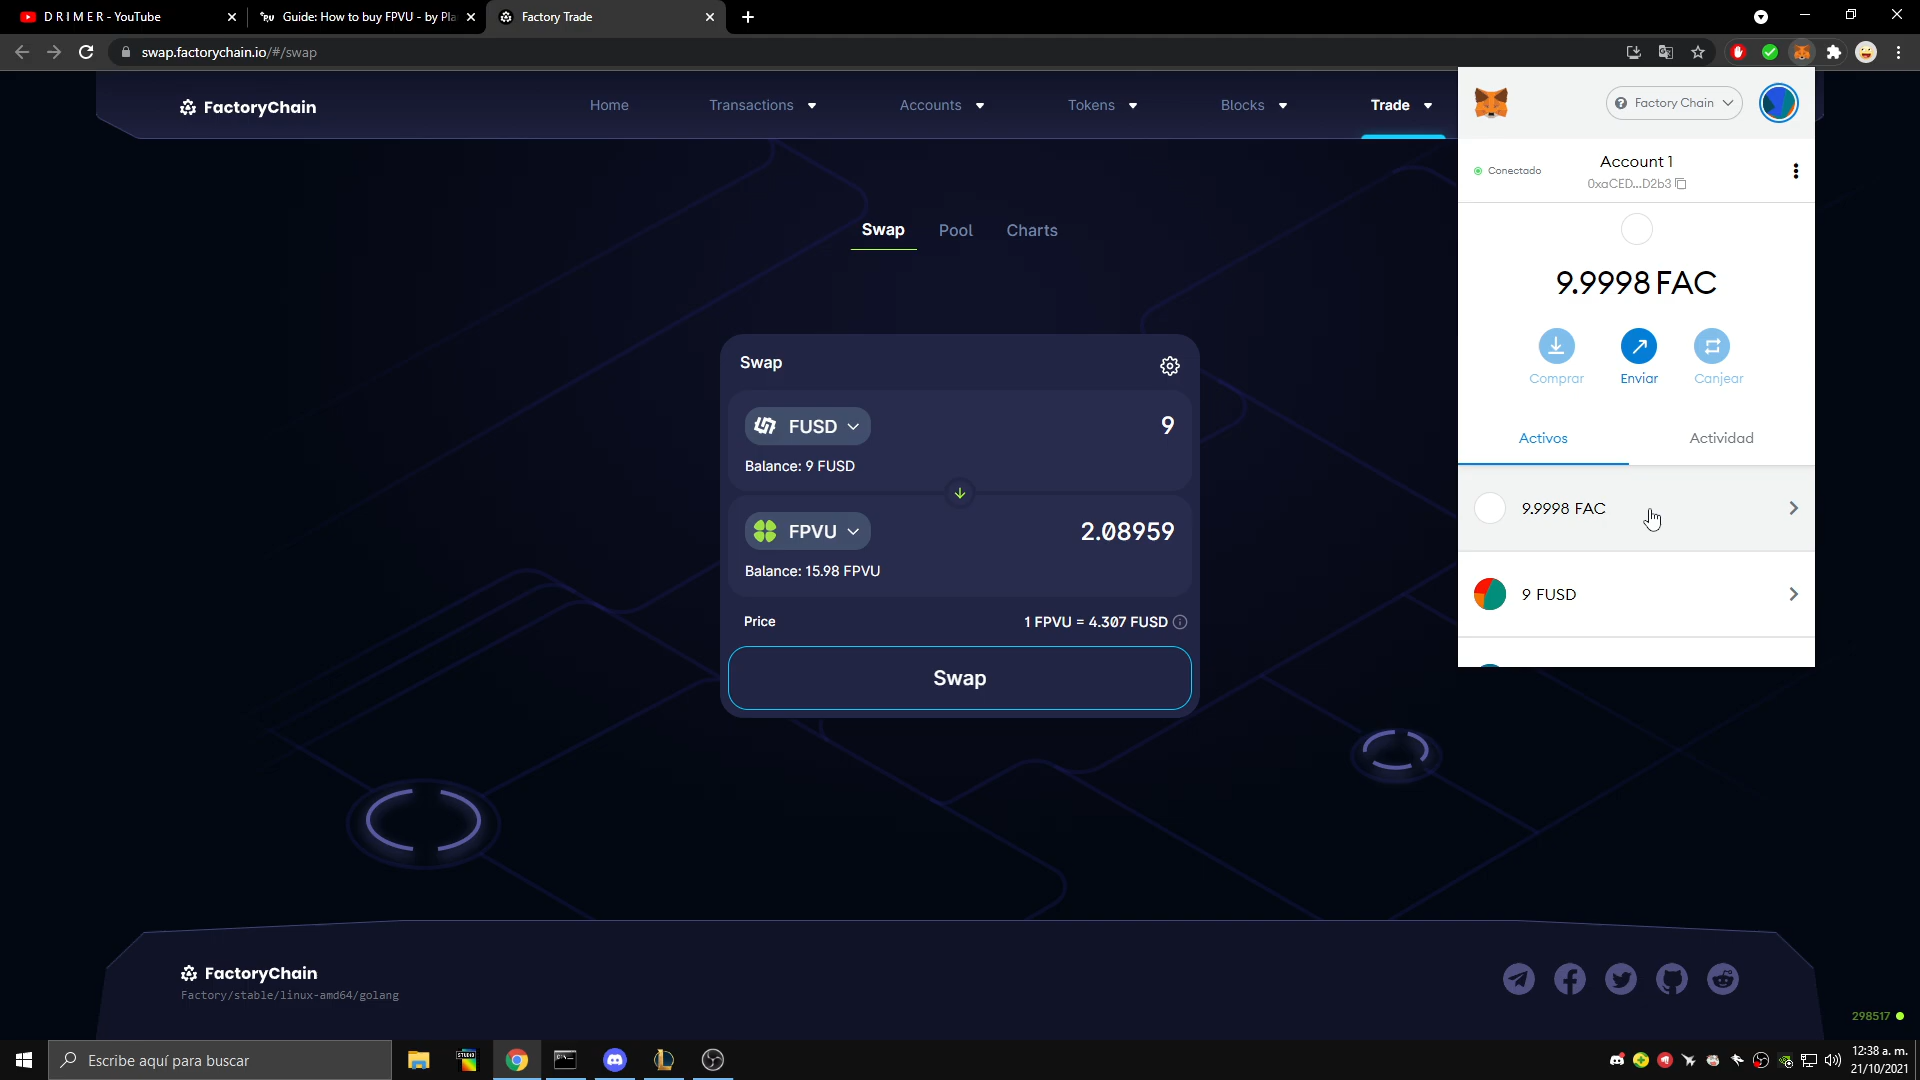 D R I M E R - YouTube
Guide: How to buy FPVU - by Pla
Factory Trade
swap.factorychain.io/#/swap
FactoryChain
Home
Transactions
Accounts
Tokens
Blocks
Trade
Factory Chain
Conectado
Account 1
0xaCED...D2b3
Swap
Pool
Charts
9.9998 FAC
Comprar
Enviar
Canjear
Activos
Actividad
9.9998 FAC
9 FUSD
Swap
FUSD
9
Balance: 9 FUSD
FPVU
2.08959
Balance: 15.98 FPVU
Price
1 FPVU = 4.307 FUSD
Swap
FactoryChain
Factory/stable/linux-amd64/golang
298517
Escribe aquí para buscar
STUDIO
12:38 a. m.
21/10/2021